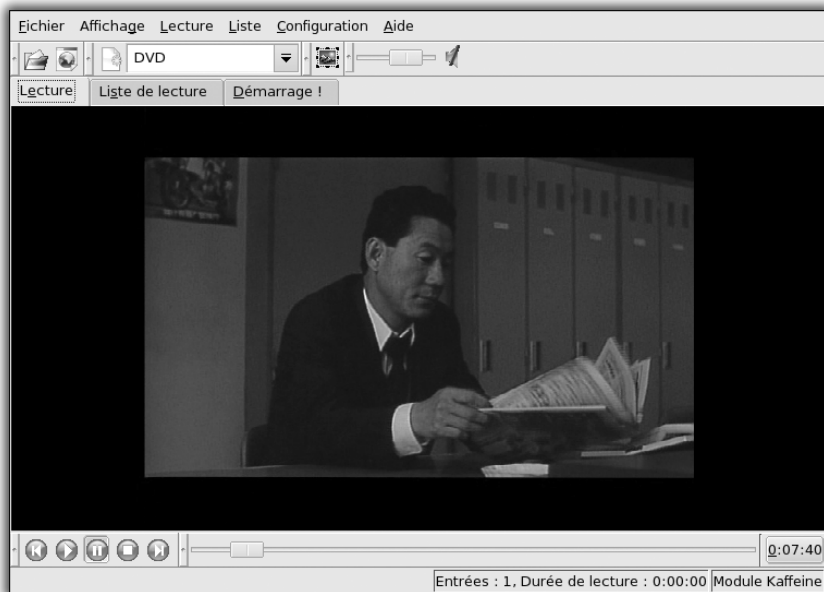 Fichier Affichage Lecture Liste Configuration Aide
DVD
Lecture Liste de lecture Démarrage !
0:07:40
Entrées : 1, Durée de lecture : 0:00:00 Module Kaffeine